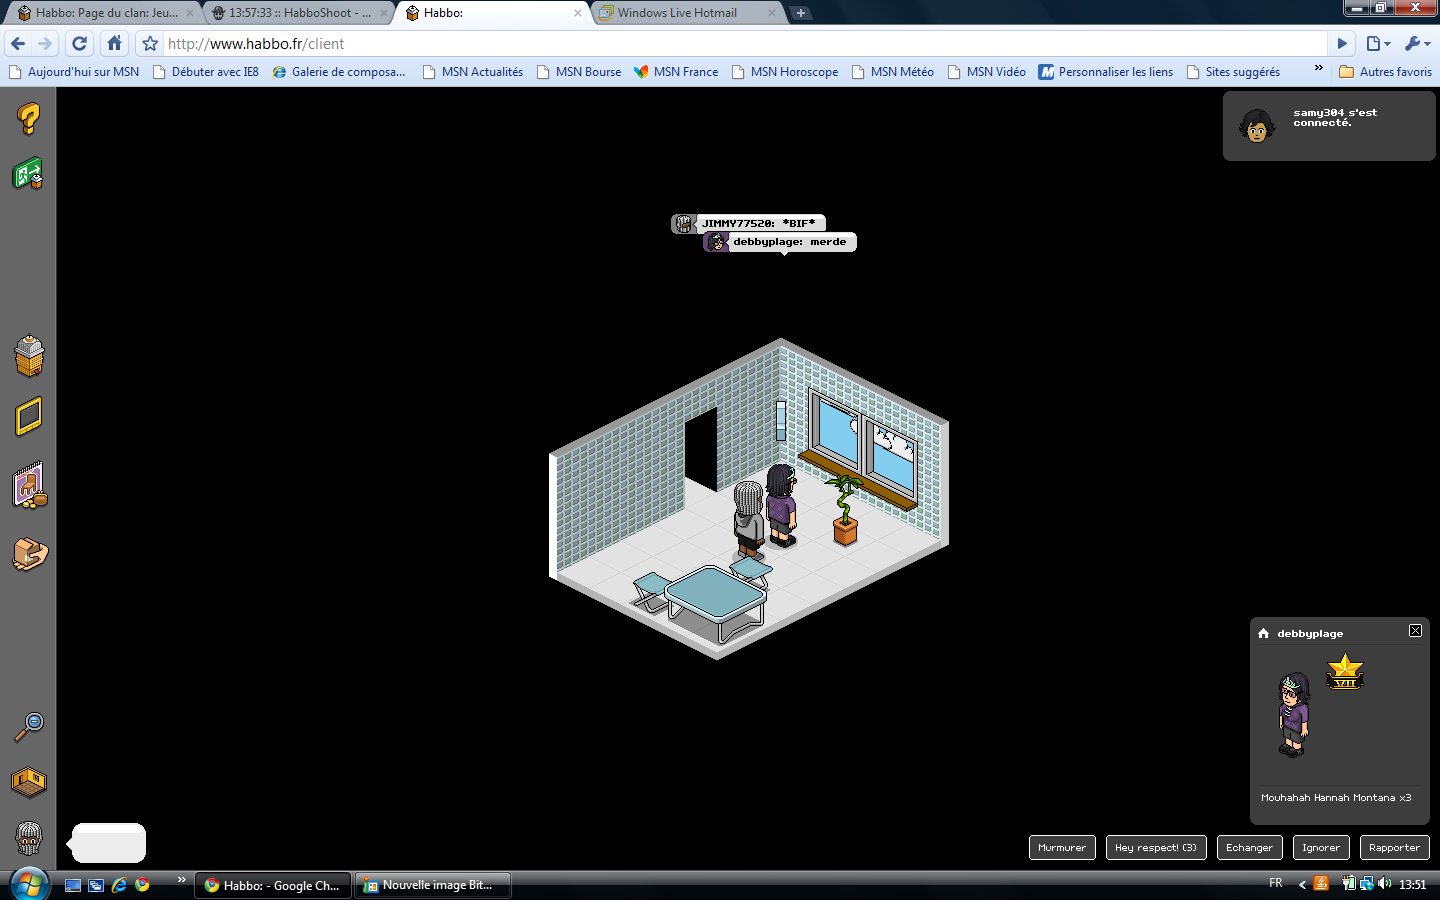 Habbo: Page du clan: Jeu...
13:57:33 :: HabboShoot - ...
Habbo:
Windows Live Hotmail
http://www.habbo.fr/client
Aujourd'hui sur MSN
Débuter avec IE8
Galerie de composa...
MSN Actualités
MSN Bourse
MSN France
MSN Horoscope
MSN Météo
MSN Vidéo
Personnaliser les liens
Sites suggérés
»
Autres favoris
samy304 s'est
connecté.
JIMMY77520: *BIF*
debbyplage: merde
debbyplage
Mouhahah Hannah Montana x3
Murmurer
Hey respect! (3)
Echanger
Ignorer
Rapporter
»
Habbo: - Google Ch...
Nouvelle image Bit...
FR
13:51